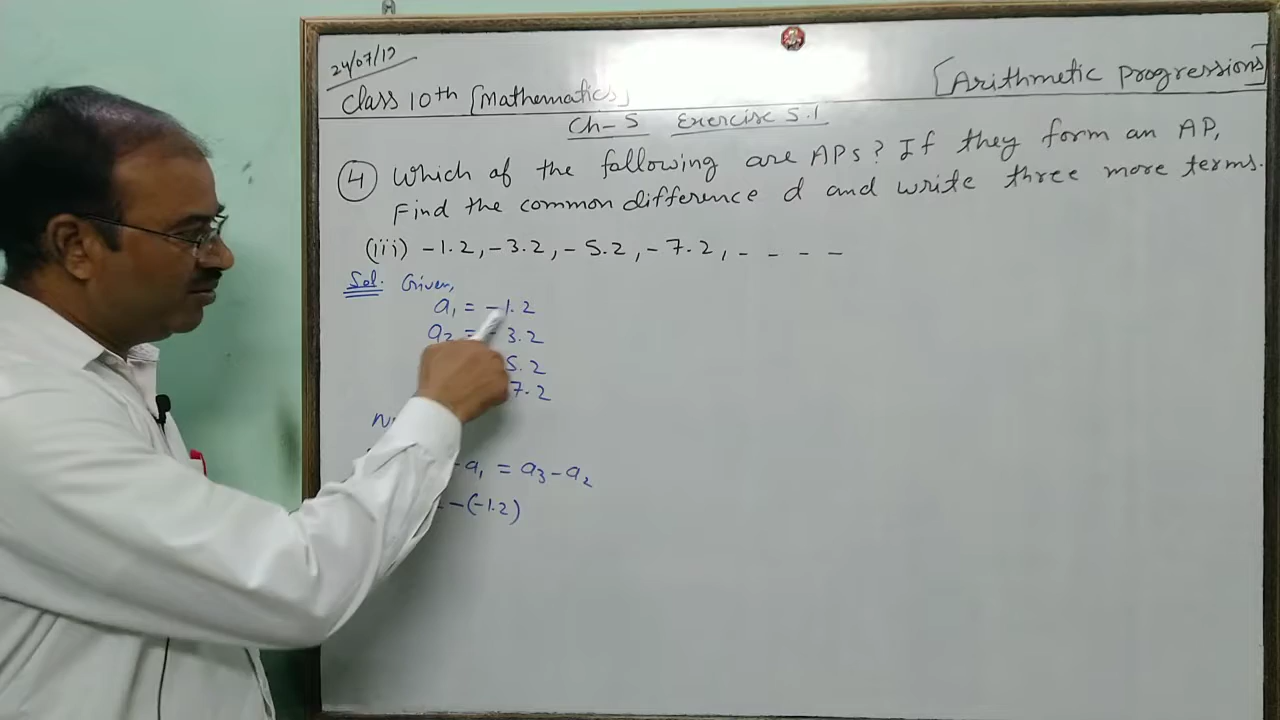 24/07/12
Class 10th [Mathematics]
[Arithmetic Progressions]
Ch-5 Exercise 5.1
(4) Which of the following are APs? If they form an AP,
Find the common difference d and write three more terms.
(iii) -1.2, -3.2, -5.2, -7.2, - - - -
Sol. Given,
a₁ = -1.2
a₂ = - 3.2
5.2
7.2
- a₁ = a₃ - a₂
-(-1.2)